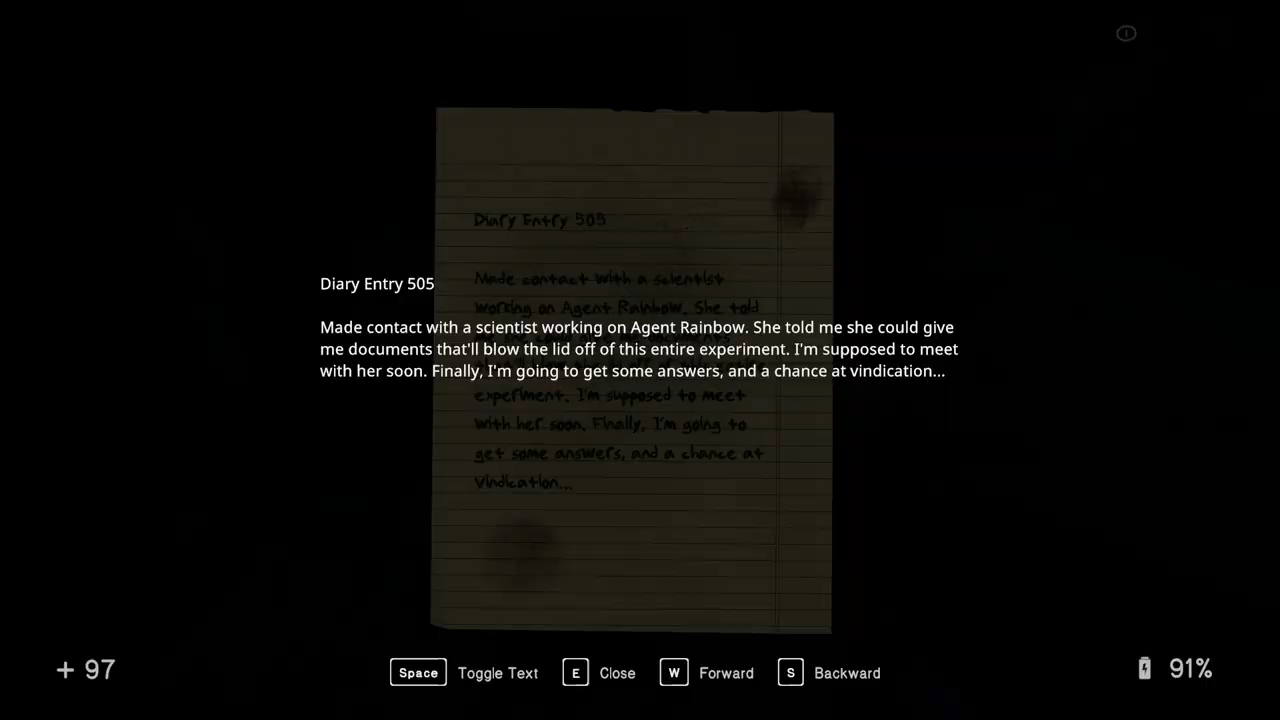 Diary Entry 505
Made contact with a scientist working on Agent Rainbow. She told me she could give
me documents that'll blow the lid off of this entire experiment. I'm supposed to meet
with her soon. Finally, I'm going to get some answers, and a chance at vindication...
Diary Entry 505
Made contact with a scientist
working on Agent Rainbow. She told
experiment. I'm supposed to meet
with her soon. Finally, I'm going to
get some answers, and a chance at
vindication...
+ 97
Space Toggle Text E Close W Forward S Backward
91%